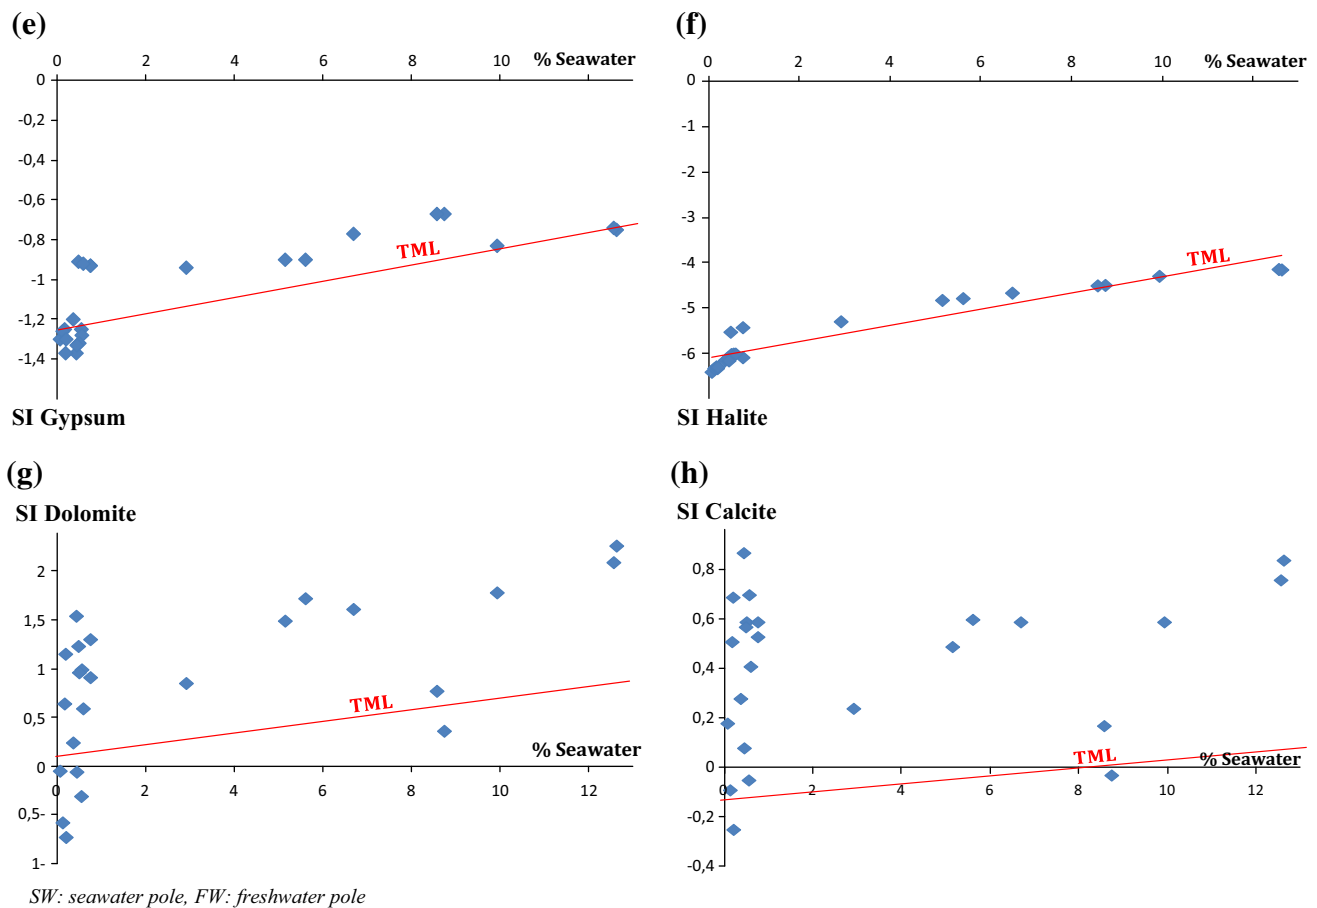 (e)
0 2 4 6 8 10 % Seawater
0
-0,2
-0,4
-0,6
-0,8
-1
-1,2
-1,4
TML
SI Gypsum
(f)
0 2 4 6 8 10 % Seawater
0
-1
-2
-3
-4
-5
-6
TML
SI Halite
(g)
SI Dolomite
2
1,5
1
0,5
0
0,5-
1-
TML
% Seawater
0 2 4 6 8 10 12
(h)
SI Calcite
0,8
0,6
0,4
0,2
0
-0,2
-0,4
TML
% Seawater
0 2 4 6 8 10 12
SW: seawater pole, FW: freshwater pole